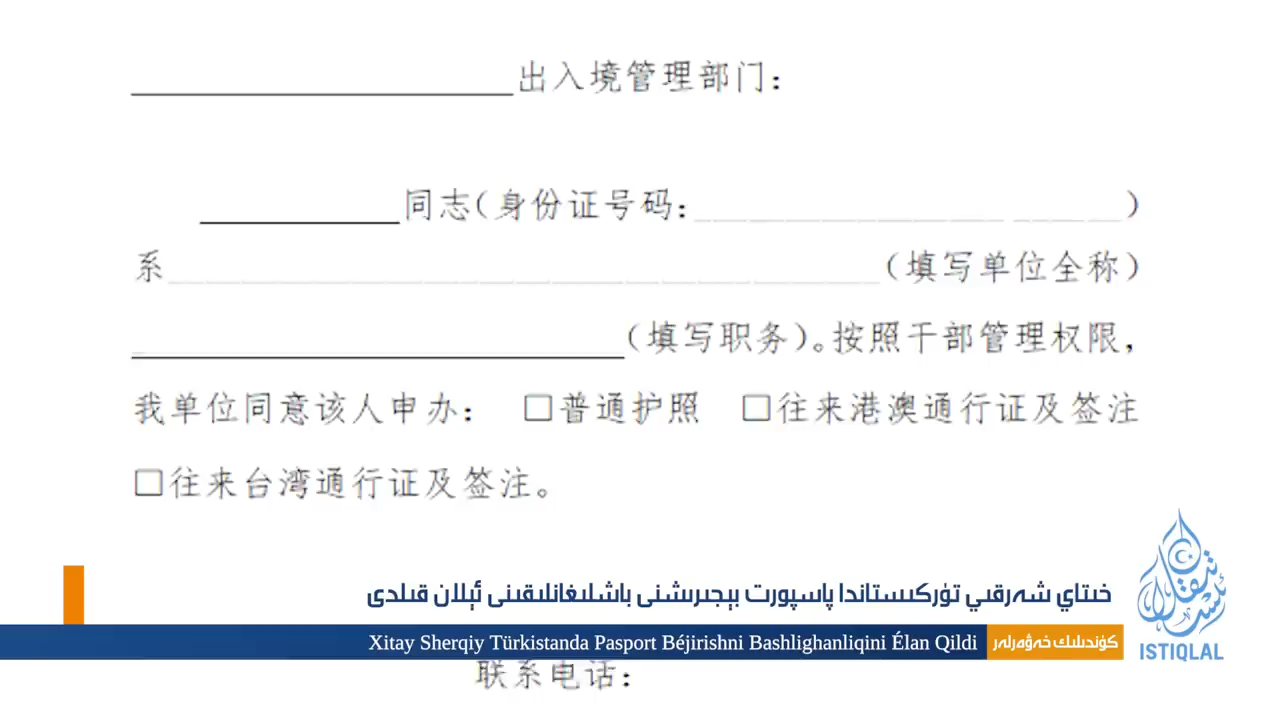 出入境管理部门：
同志（身份证号码：                ）
系                （填写单位全称）
（填写职务）。按照干部管理权限，
我单位同意该人申办： □普通护照 □往来港澳通行证及签注
□往来台湾通行证及签注。
خىتاي شەرقىي تۈركىستاندا پاسپورت بېجىرىشنى باشلىغانلىقىنى ئېلان قىلدى
Xitay Sherqiy Türkistanda Pasport Béjirishni Bashlighanliqini Élan Qildi
كۈندىلىك خەۋەرلەر
ISTIQLAL
联系电话：